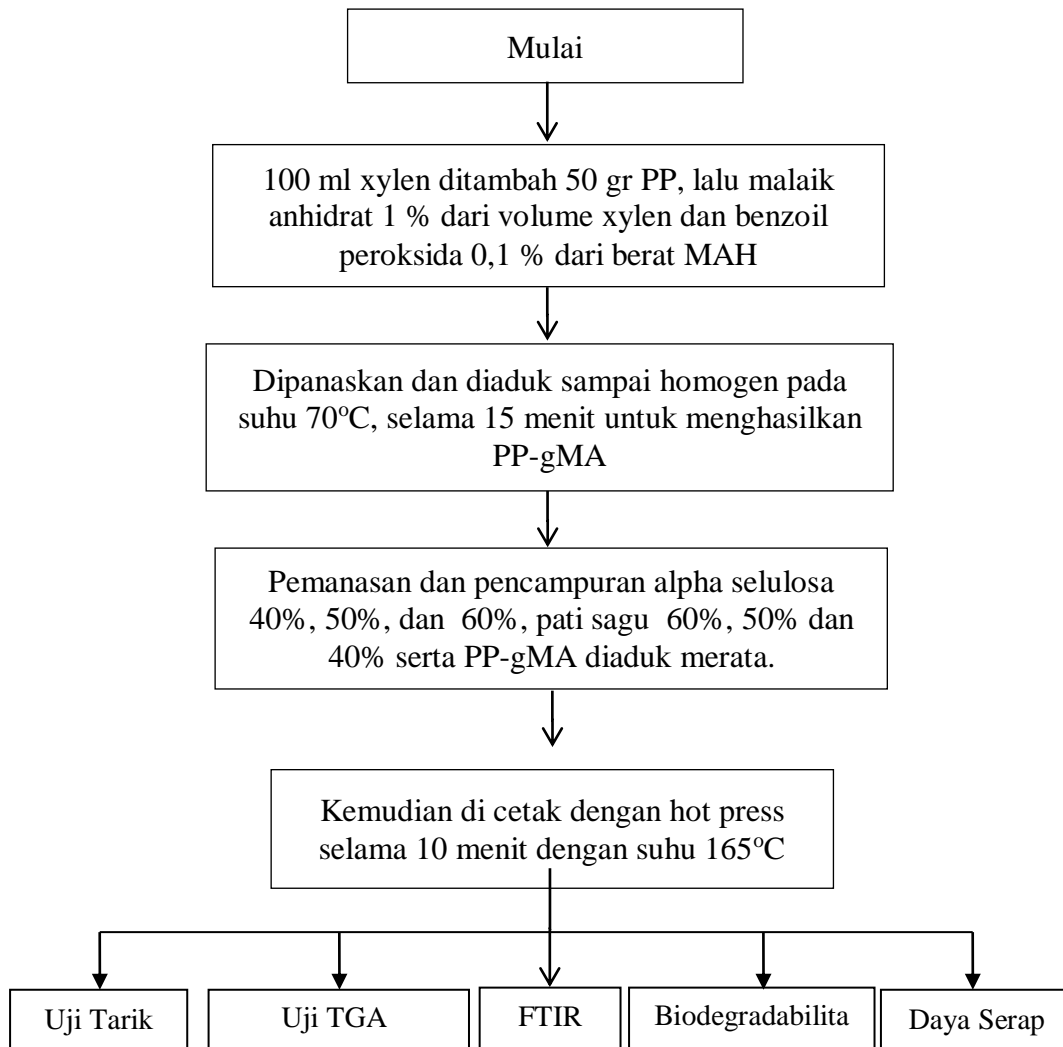 Mulai
100 ml xylen ditambah 50 gr PP, lalu malaik
anhidrat 1 % dari volume xylen dan benzoil
peroksida 0,1 % dari berat MAH
Dipanaskan dan diaduk sampai homogen pada
suhu 70°C, selama 15 menit untuk menghasilkan
PP-gMA
Pemanasan dan pencampuran alpha selulosa
40%, 50%, dan 60%, pati sagu 60%, 50% dan
40% serta PP-gMA diaduk merata.
Kemudian di cetak dengan hot press
selama 10 menit dengan suhu 165°C
Uji Tarik
Uji TGA
FTIR
Biodegradabilita
Daya Serap